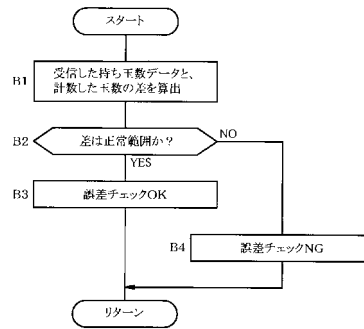 スタート
B1
受信した持ち玉数データと、
計数した玉数の差を算出
B2
差は正常範囲か？
NO
YES
B3
誤差チェックOK
B4
誤差チェックNG
リターン